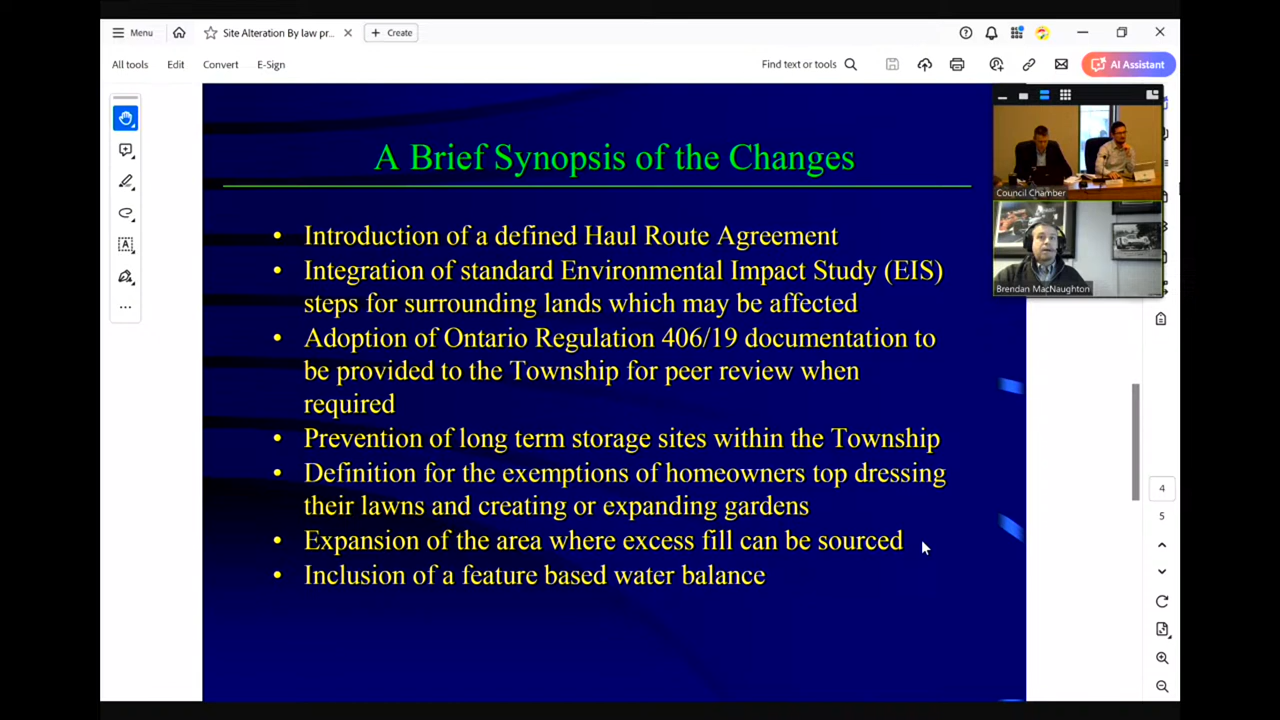 Menu
Site Alteration By law pr...
Create
All tools
Edit
Convert
E-Sign
Find text or tools
AI Assistant
A Brief Synopsis of the Changes
• Introduction of a defined Haul Route Agreement
• Integration of standard Environmental Impact Study (EIS)
steps for surrounding lands which may be affected
• Adoption of Ontario Regulation 406/19 documentation to
be provided to the Township for peer review when
required
• Prevention of long term storage sites within the Township
• Definition for the exemptions of homeowners top dressing
their lawns and creating or expanding gardens
• Expansion of the area where excess fill can be sourced
• Inclusion of a feature based water balance
Council Chamber
Brendan MacNaughton
4
5